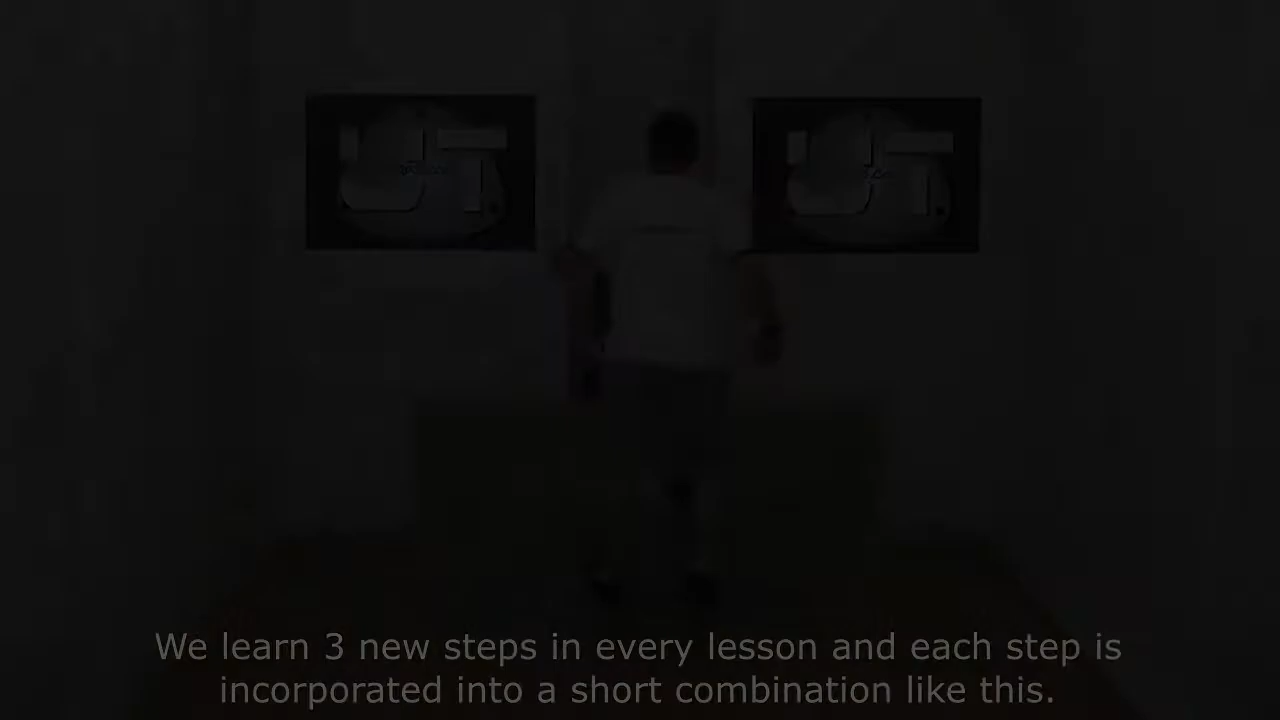 We learn 3 new steps in every lesson and each step is
incorporated into a short combination like this.